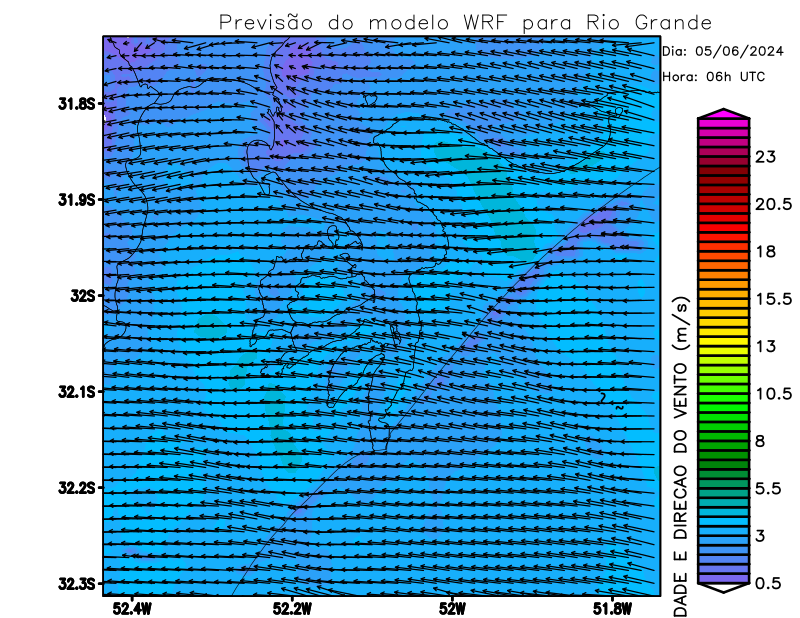 Previsão do modelo WRF para Rio Grande
Dia: 05/06/2024
Hora: 06h UTC
31.8S
31.9S
32S
32.1S
32.2S
32.3S
52.4W
52.2W
52W
51.8W
23
20.5
18
15.5
13
10.5
8
5.5
3
0.5
DADE E DIRECAO DO VENTO (m/s)